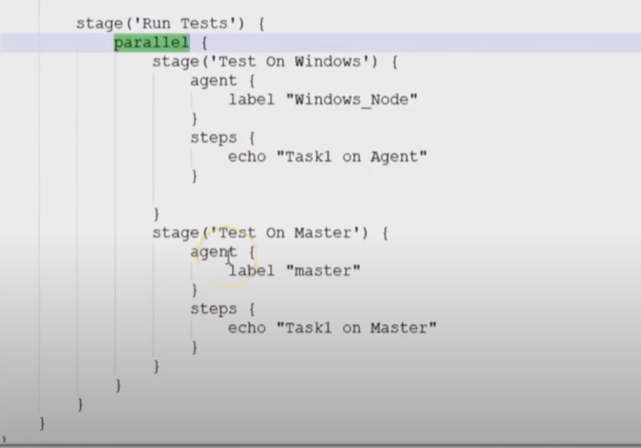 stage('Run Tests') {
parallel {
stage('Test On Windows') {
agent {
label "Windows_Node"
}
steps {
echo "Task1 on Agent"
}
}
stage('Test On Master') {
agent {
label "master"
}
steps {
echo "Task1 on Master"
}
}
}
}
}
}